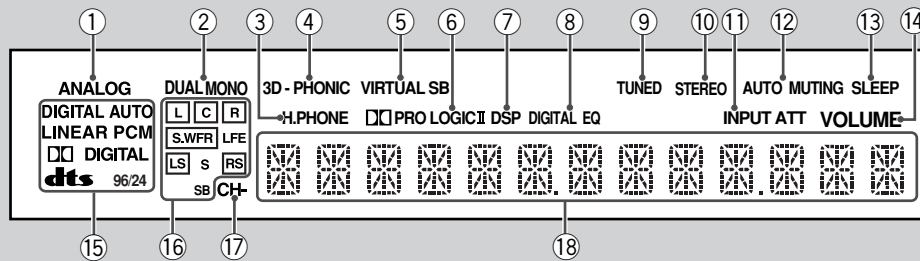 ① ② ③ ④ ⑤ ⑥ ⑦ ⑧ ⑨ ⑩ ⑪ ⑫ ⑬ ⑭
ANALOG DUAL MONO 3D - PHONIC VIRTUAL SB TUNED STEREO AUTO MUTING SLEEP
DIGITAL AUTO L C R H.PHONE PRO LOGIC II DSP DIGITAL EQ INPUT ATT VOLUME
LINEAR PCM S.WFR LFE
DIGITAL LS S RS
dts 96/24 SB CH-
⑮ ⑯ ⑰ ⑱